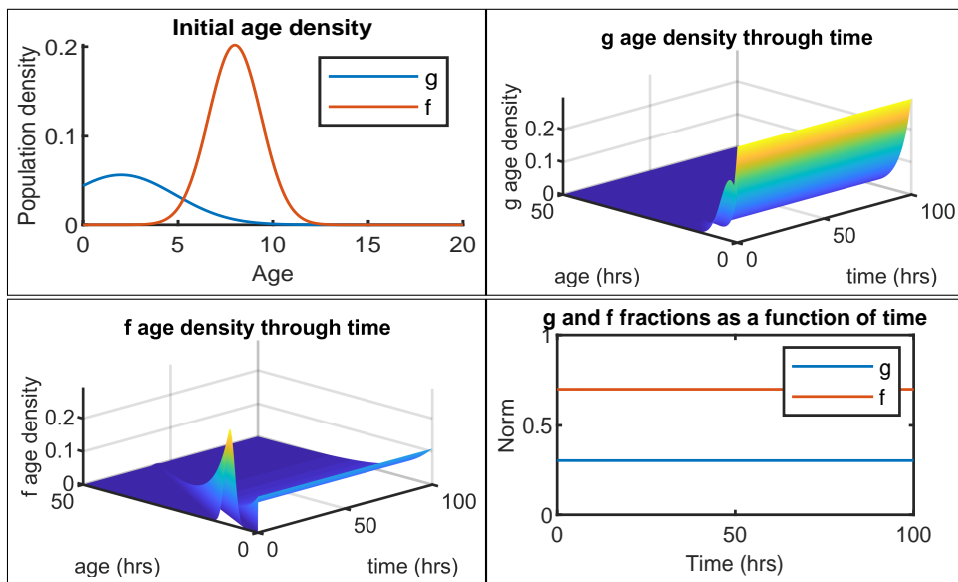 Initial age density
Population density
0.2
0.1
0
0 5 10 15 20
Age
g
f
g age density through time
g age density
0.2
0.1
0
50
0
0
50
100
age (hrs)
time (hrs)
f age density through time
f age density
0.2
0.1
0
50
0
0
50
100
age (hrs)
time (hrs)
g and f fractions as a function of time
Norm
1
0.5
0
0 50 100
Time (hrs)
g
f